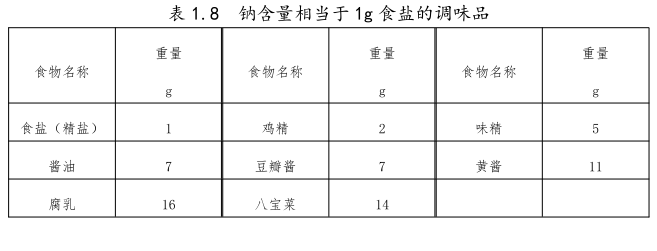 表 1.8 钠含量相当于 1g 食盐的调味品
食物名称 重量 g 食物名称 重量 g 食物名称 重量 g
食盐（精盐） 1 鸡精 2 味精 5
酱油 7 豆瓣酱 7 黄酱 11
腐乳 16 八宝菜 14